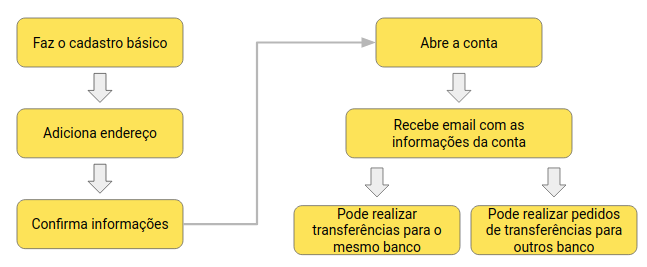 Faz o cadastro básico
Adiciona endereço
Confirma informações
Abre a conta
Recebe email com as
informações da conta
Pode realizar
transferências para o
mesmo banco
Pode realizar pedidos
de transferências para
outros banco